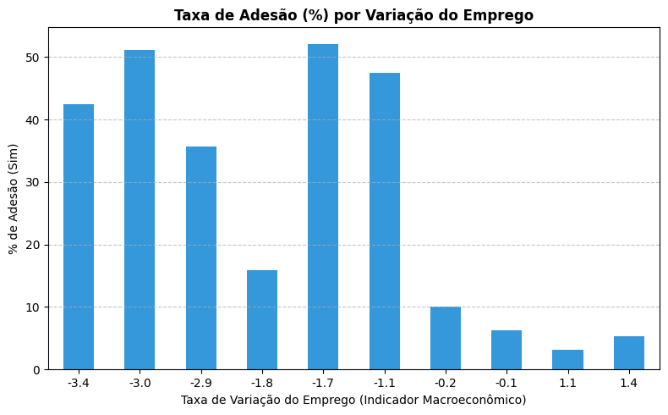 Taxa de Adesão (%) por Variação do Emprego
% de Adesão (Sim)
50
40
30
20
10
0
-3.4 -3.0 -2.9 -1.8 -1.7 -1.1 -0.2 -0.1 1.1 1.4
Taxa de Variação do Emprego (Indicador Macroeconômico)